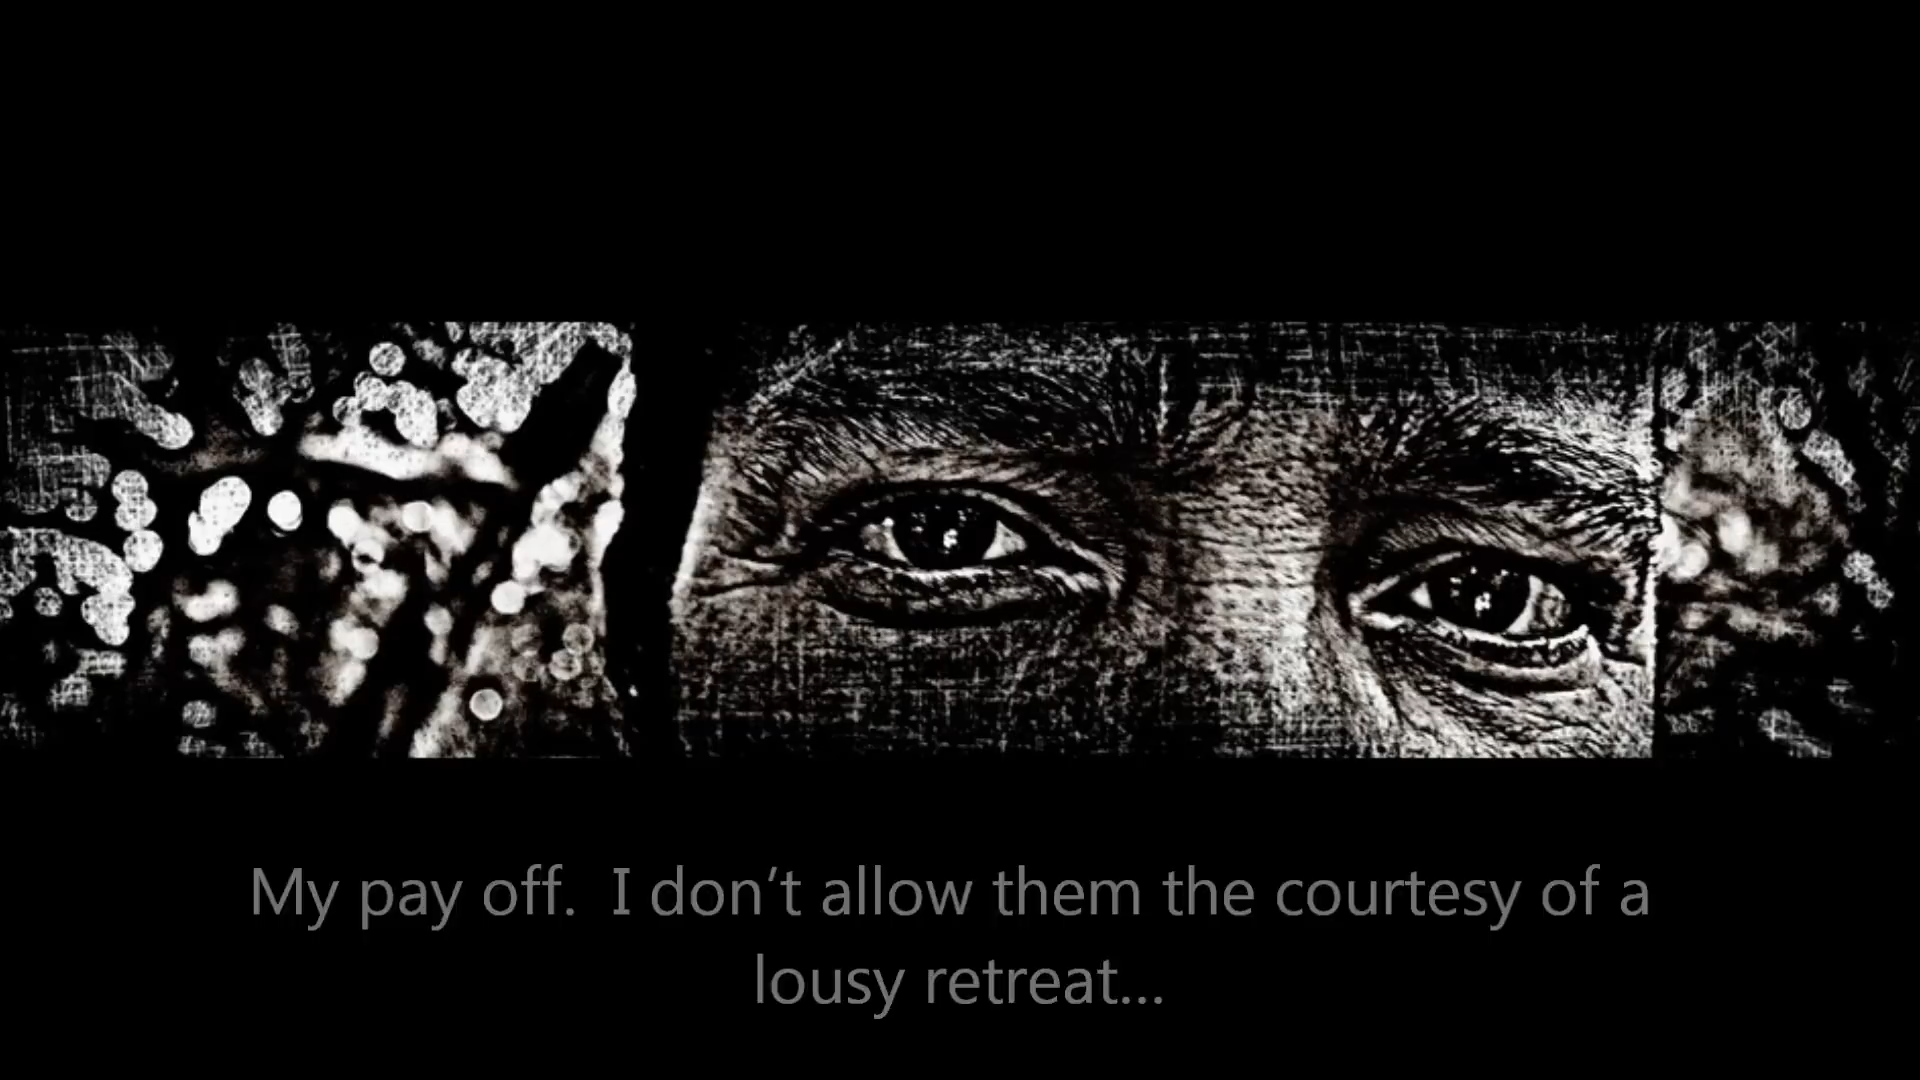 My pay off.  I don’t allow them the courtesy of a
lousy retreat...